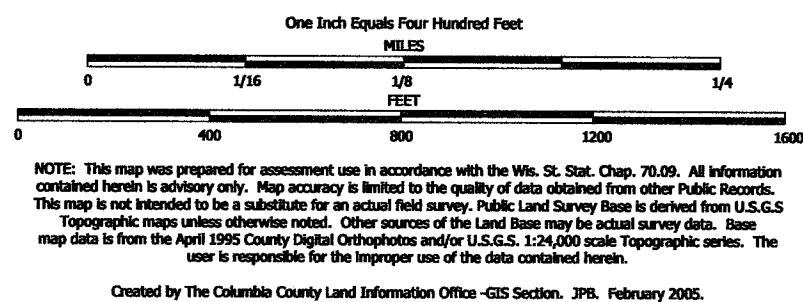 One Inch Equals Four Hundred Feet
MILES
0 1/16 1/8 1/4
FEET
0 400 800 1200 1600
NOTE: This map was prepared for assessment use in accordance with the Wis. St. Stat. Chap. 70.09. All information
contained herein is advisory only. Map accuracy is limited to the quality of data obtained from other Public Records.
This map is not intended to be a substitute for an actual field survey. Public Land Survey Base is derived from U.S.G.S
Topographic maps unless otherwise noted. Other sources of the Land Base may be actual survey data. Base
map data is from the April 1995 County Digital Orthophotos and/or U.S.G.S. 1:24,000 scale Topographic series. The
user is responsible for the improper use of the data contained herein.
Created by The Columbia County Land Information Office -GIS Section. JPB. February 2005.